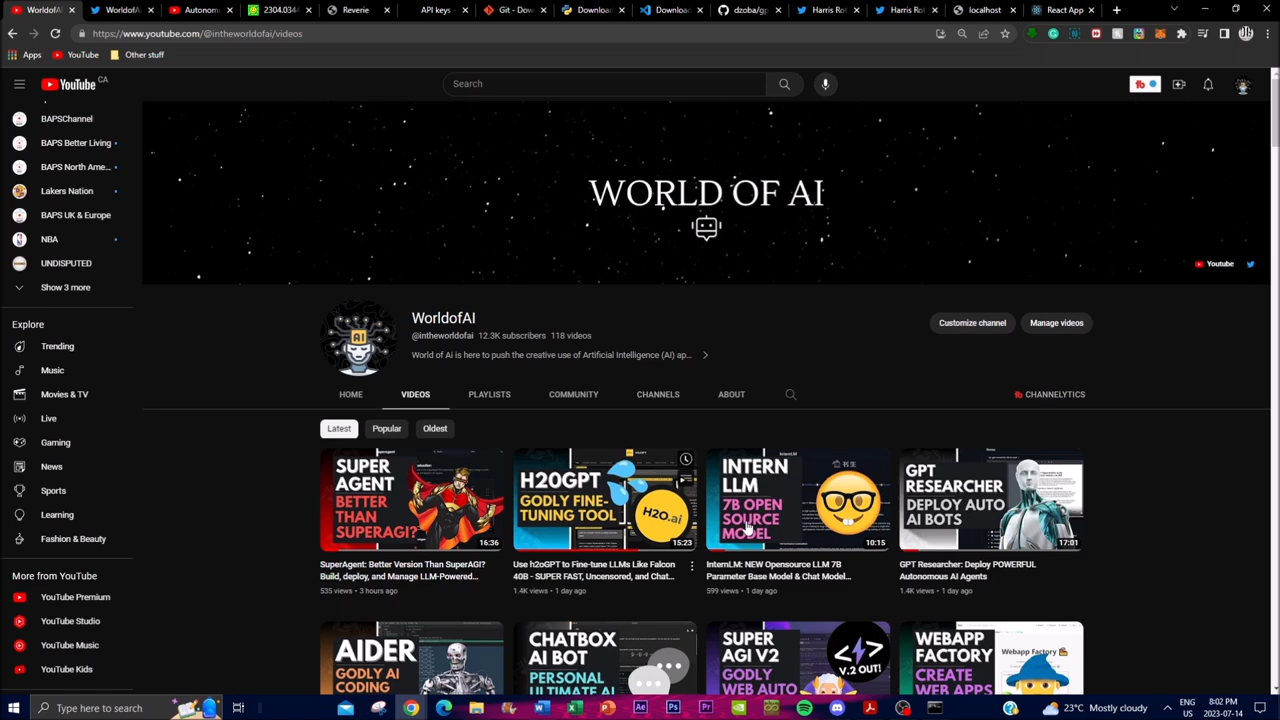 WorldofAI
WorldofAI
Autonomo
2304.0344
Reverie
API keys -
Git - Dow
Download
Download
dzoba/gp
Harris Rot
Harris Rot
localhost
React App
https://www.youtube.com/@intheworldofai/videos
Apps
YouTube
Other stuff
YouTube CA
Search
BAPSChannel
BAPS Better Living
BAPS North Ame...
Lakers Nation
BAPS UK & Europe
NBA
UNDISPUTED
Show 3 more
Explore
Trending
Music
Movies & TV
Live
Gaming
News
Sports
Learning
Fashion & Beauty
More from YouTube
YouTube Premium
YouTube Studio
YouTube Music
YouTube Kids
WORLD OF AI
Youtube
AI
WorldofAI
@intheworldofai 12.3K subscribers 118 videos
World of Ai is here to push the creative use of Artificial Intelligence (AI) ap...
Customize channel
Manage videos
HOME
VIDEOS
PLAYLISTS
COMMUNITY
CHANNELS
ABOUT
CHANNELYTICS
Latest
Popular
Oldest
SUPER
AGENT
BETTER
THAN
SUPERAGI?
16:36
SuperAgent: Better Version Than SuperAGI?
Build, deploy, and Manage LLM-Powered...
535 views • 3 hours ago
H20GPT
GODLY FINE-
TUNING TOOL
H2O.ai
15:23
Use h2oGPT to Fine-tune LLMs Like Falcon
40B - SUPER FAST, Uncensored, and Chat...
1.4K views • 1 day ago
INTERN
LLM
7B OPEN
SOURCE
MODEL
10:15
InternLM: NEW Opensource LLM 7B
Parameter Base Model & Chat Model...
599 views • 1 day ago
GPT
RESEARCHER
DEPLOY AUTO
AI BOTS
17:01
GPT Researcher: Deploy POWERFUL
Autonomous AI Agents
1.4K views • 1 day ago
AIDER
GODLY AI
CODING
CHATBOX
AI BOT
PERSONAL
ULTIMATE AI
SUPER
AGI V2
GODLY
WEB AUTO
V.2 OUT!
WEBAPP
FACTORY
CREATE
WEB APPS
Webapp Factory
Type here to search
23°C Mostly cloudy
ENG
US
8:02 PM
2023-07-14